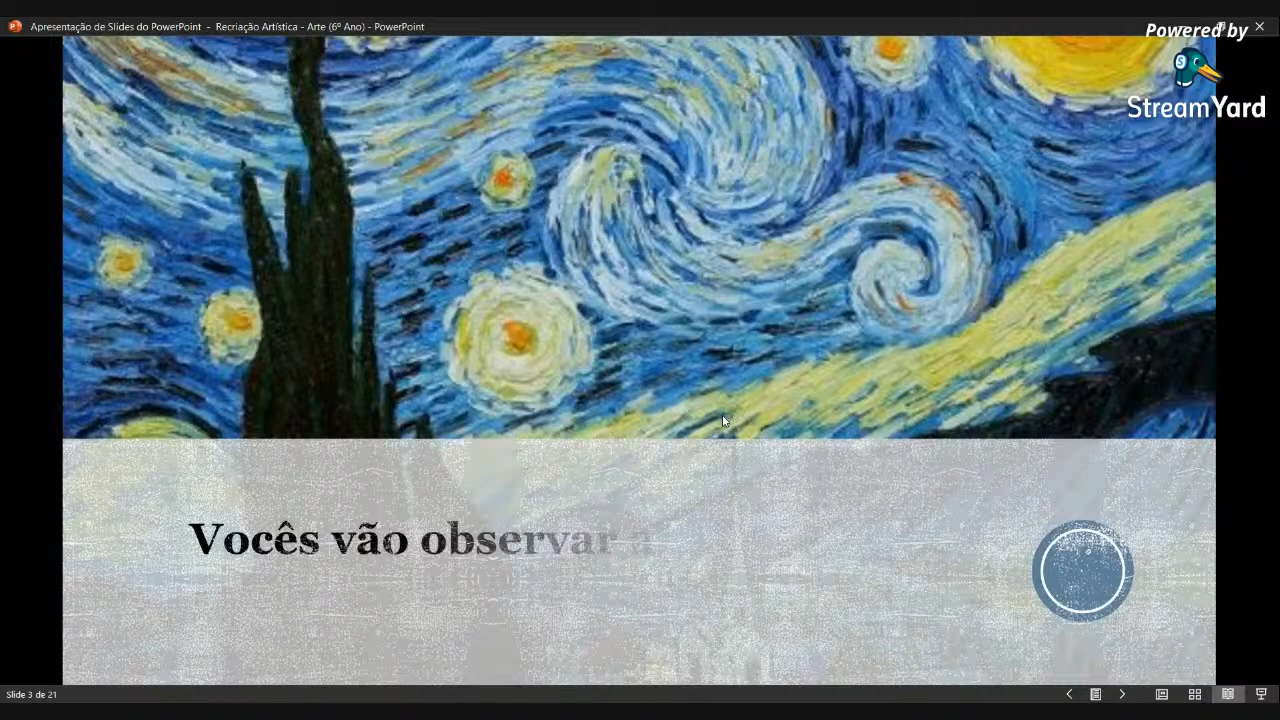 Apresentação de Slides do PowerPoint - Recriação Artística - Arte (6º Ano) - PowerPoint
Powered by
StreamYard
Vocês vão observar a
Slide 3 de 21